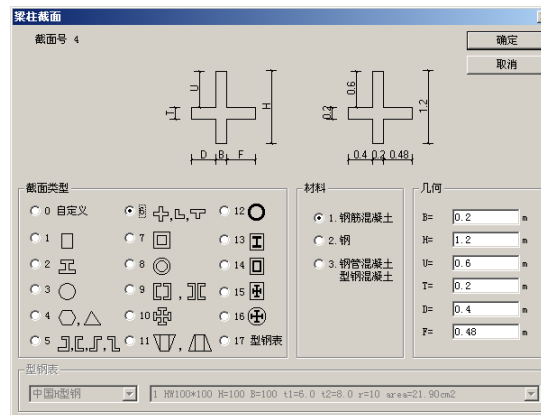 梁柱截面
截面号 4
确定
取消
U
T
H
D B F
0.6
0.2
1.2
0.4 0.2 0.48
截面类型
0 自定义
6 , ,
12
1
7
13
2
8
14
3
9 ,
15
4 ,
10
16
5 , , ,
11 ,
17 型钢表
材料
1. 钢筋混凝土
2. 钢
3. 钢管混凝土
型钢混凝土
几何
B= 0.2 m
H= 1.2 m
U= 0.6 m
T= 0.2 m
D= 0.4 m
F= 0.48 m
型钢表
中国H型钢
1 HW100*100 H=100 B=100 t1=6.0 t2=8.0 r=10 area=21.90cm2